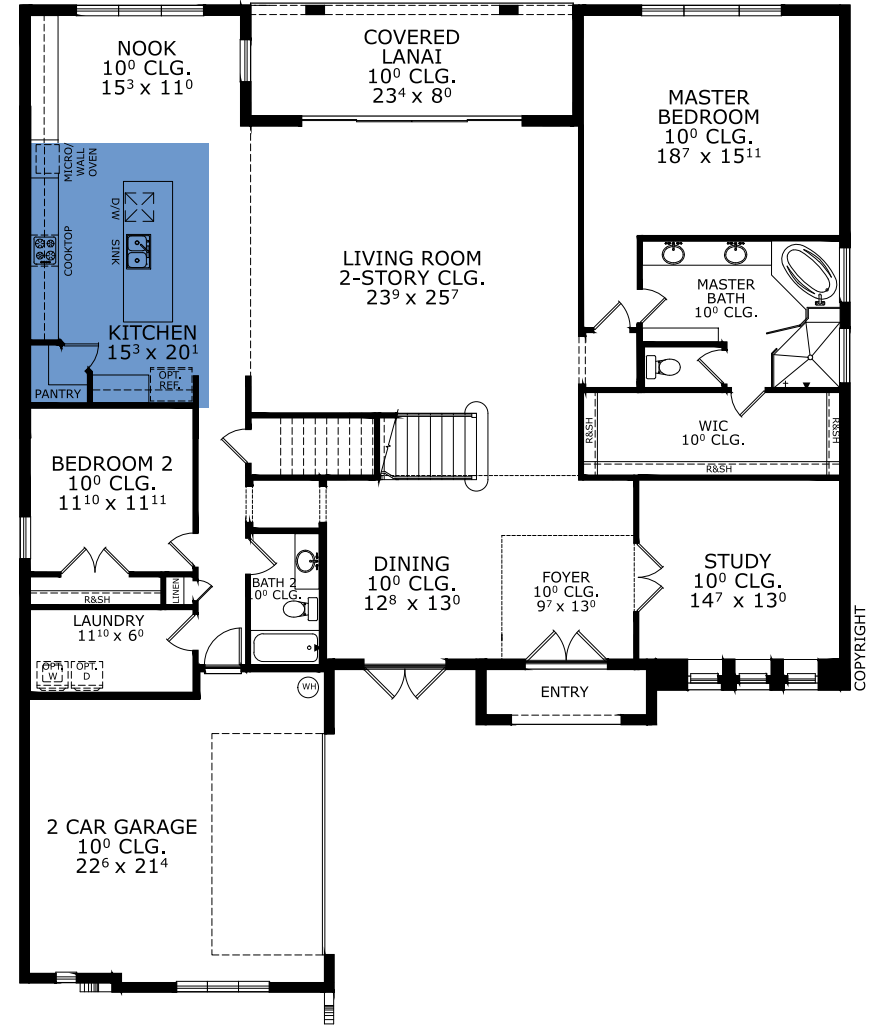 NOOK
10⁰ CLG.
15³ x 11⁰
COVERED
LANAI
10⁰ CLG.
23⁴ x 8⁰
MASTER
BEDROOM
10⁰ CLG.
18⁷ x 15¹¹
MICRO/
WALL
OVEN
D/W
SINK
COOKTOP
KITCHEN
15³ x 20¹
OPT.
REF.
PANTRY
LIVING ROOM
2-STORY CLG.
23⁹ x 25⁷
MASTER
BATH
10⁰ CLG.
WIC
10⁰ CLG.
R&SH
R&SH
R&SH
BEDROOM 2
10⁰ CLG.
11¹⁰ x 11¹¹
R&SH
LINEN
BATH 2
10⁰ CLG.
DINING
10⁰ CLG.
12⁸ x 13⁰
FOYER
10⁰ CLG.
9⁷ x 13⁰
STUDY
10⁰ CLG.
14⁷ x 13⁰
LAUNDRY
11¹⁰ x 6⁰
OPT.
W
OPT.
D
WH
ENTRY
COPYRIGHT
2 CAR GARAGE
10⁰ CLG.
22⁶ x 21⁴